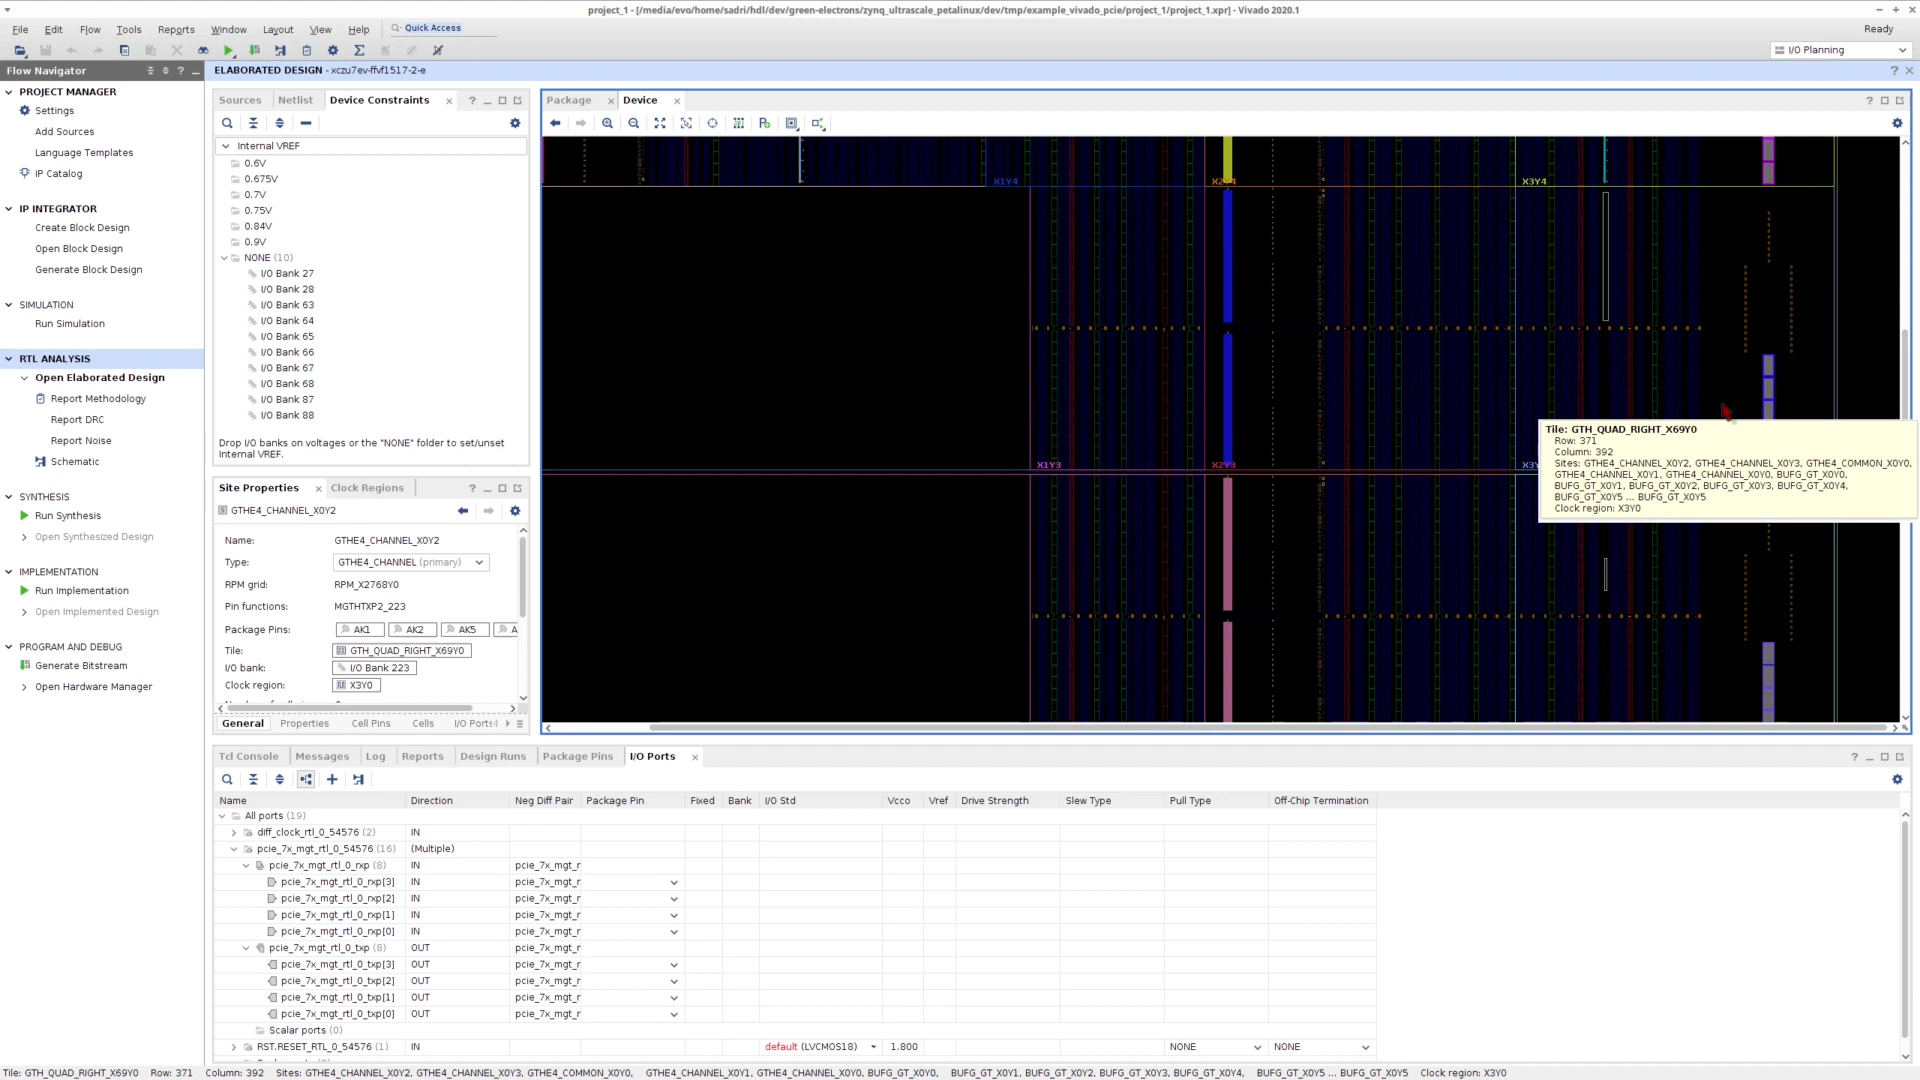 project_1 - [/media/evo/home/sadri/hdl/dev/green-electrons/zynq_ultrascale_petalinux/dev/tmp/example_vivado_pcie/project_1/project_1.xpr] - Vivado 2020.1
File Edit Flow Tools Reports Window Layout View Help Quick Access Ready
I/O Planning
Flow Navigator
ELABORATED DESIGN - xczu7ev-ffvf1517-2-e
PROJECT MANAGER
Settings
Add Sources
Language Templates
IP Catalog
IP INTEGRATOR
Create Block Design
Open Block Design
Generate Block Design
SIMULATION
Run Simulation
RTL ANALYSIS
Open Elaborated Design
Report Methodology
Report DRC
Report Noise
Schematic
SYNTHESIS
Run Synthesis
Open Synthesized Design
IMPLEMENTATION
Run Implementation
Open Implemented Design
PROGRAM AND DEBUG
Generate Bitstream
Open Hardware Manager
Sources Netlist Device Constraints
Internal VREF
0.6V
0.675V
0.7V
0.75V
0.84V
0.9V
NONE (10)
I/O Bank 27
I/O Bank 28
I/O Bank 63
I/O Bank 64
I/O Bank 65
I/O Bank 66
I/O Bank 67
I/O Bank 68
I/O Bank 87
I/O Bank 88
Drop I/O banks on voltages or the "NONE" folder to set/unset
Internal VREF.
Site Properties Clock Regions
GTHE4_CHANNEL_X0Y2
Name: GTHE4_CHANNEL_X0Y2
Type: GTHE4_CHANNEL (primary)
RPM grid: RPM_X2768Y0
Pin functions: MGTHTXP2_223
Package Pins: AK1 AK2 AK5 A
Tile: GTH_QUAD_RIGHT_X69Y0
I/O bank: I/O Bank 223
Clock region: X3Y0
General Properties Cell Pins Cells I/O Ports
Package Device
X1Y4 X2Y4 X3Y4
X1Y3 X2Y3 X3Y
Tile: GTH_QUAD_RIGHT_X69Y0
Row: 371
Column: 392
Sites: GTHE4_CHANNEL_X0Y2, GTHE4_CHANNEL_X0Y3, GTHE4_COMMON_X0Y0,
GTHE4_CHANNEL_X0Y1, GTHE4_CHANNEL_X0Y0, BUFG_GT_X0Y0,
BUFG_GT_X0Y1, BUFG_GT_X0Y2, BUFG_GT_X0Y3, BUFG_GT_X0Y4,
BUFG_GT_X0Y5 ... BUFG_GT_X0Y5
Clock region: X3Y0
Tcl Console Messages Log Reports Design Runs Package Pins I/O Ports
Name Direction Neg Diff Pair Package Pin Fixed Bank I/O Std Vcco Vref Drive Strength Slew Type Pull Type Off-Chip Termination
All ports (19)
diff_clock_rtl_0_54576 (2) IN
pcie_7x_mgt_rtl_0_54576 (16) (Multiple)
pcie_7x_mgt_rtl_0_rxp (8) IN pcie_7x_mgt_r
pcie_7x_mgt_rtl_0_rxp[3] IN pcie_7x_mgt_r
pcie_7x_mgt_rtl_0_rxp[2] IN pcie_7x_mgt_r
pcie_7x_mgt_rtl_0_rxp[1] IN pcie_7x_mgt_r
pcie_7x_mgt_rtl_0_rxp[0] IN pcie_7x_mgt_r
pcie_7x_mgt_rtl_0_txp (8) OUT pcie_7x_mgt_r
pcie_7x_mgt_rtl_0_txp[3] OUT pcie_7x_mgt_r
pcie_7x_mgt_rtl_0_txp[2] OUT pcie_7x_mgt_r
pcie_7x_mgt_rtl_0_txp[1] OUT pcie_7x_mgt_r
pcie_7x_mgt_rtl_0_txp[0] OUT pcie_7x_mgt_r
Scalar ports (0)
RST.RESET_RTL_0_54576 (1) IN default (LVCMOS18) 1.800 NONE NONE
Tile: GTH_QUAD_RIGHT_X69Y0 Row: 371 Column: 392 Sites: GTHE4_CHANNEL_X0Y2, GTHE4_CHANNEL_X0Y3, GTHE4_COMMON_X0Y0, GTHE4_CHANNEL_X0Y1, GTHE4_CHANNEL_X0Y0, BUFG_GT_X0Y0, BUFG_GT_X0Y1, BUFG_GT_X0Y2, BUFG_GT_X0Y3, BUFG_GT_X0Y4, BUFG_GT_X0Y5 ... BUFG_GT_X0Y5 Clock region: X3Y0